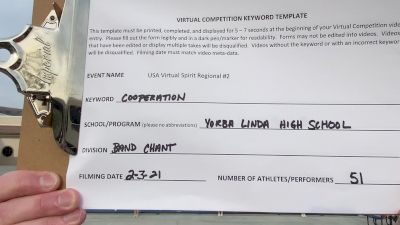 VIRTUAL COMPETITION KEYWORD TEMPLATE
This template must be printed, completed, and displayed for 5 – 7 seconds at the beginning of your Virtual Competition video
entry. Please fill out the form legibly and in a dark pen/marker for readability. Forms may not be edited into videos. Videos
that have been edited or display multiple takes will be disqualified. Videos without the keyword or with an incorrect keyword
will be disqualified. Filming date must match video meta-data.
EVENT NAME USA Virtual Spirit Regional #2
KEYWORD COOPERATION
SCHOOL/PROGRAM (please no abbreviations) YORBA LINDA HIGH SCHOOL
DIVISION BAND CHANT
FILMING DATE 2-3-21 NUMBER OF ATHLETES/PERFORMERS 51